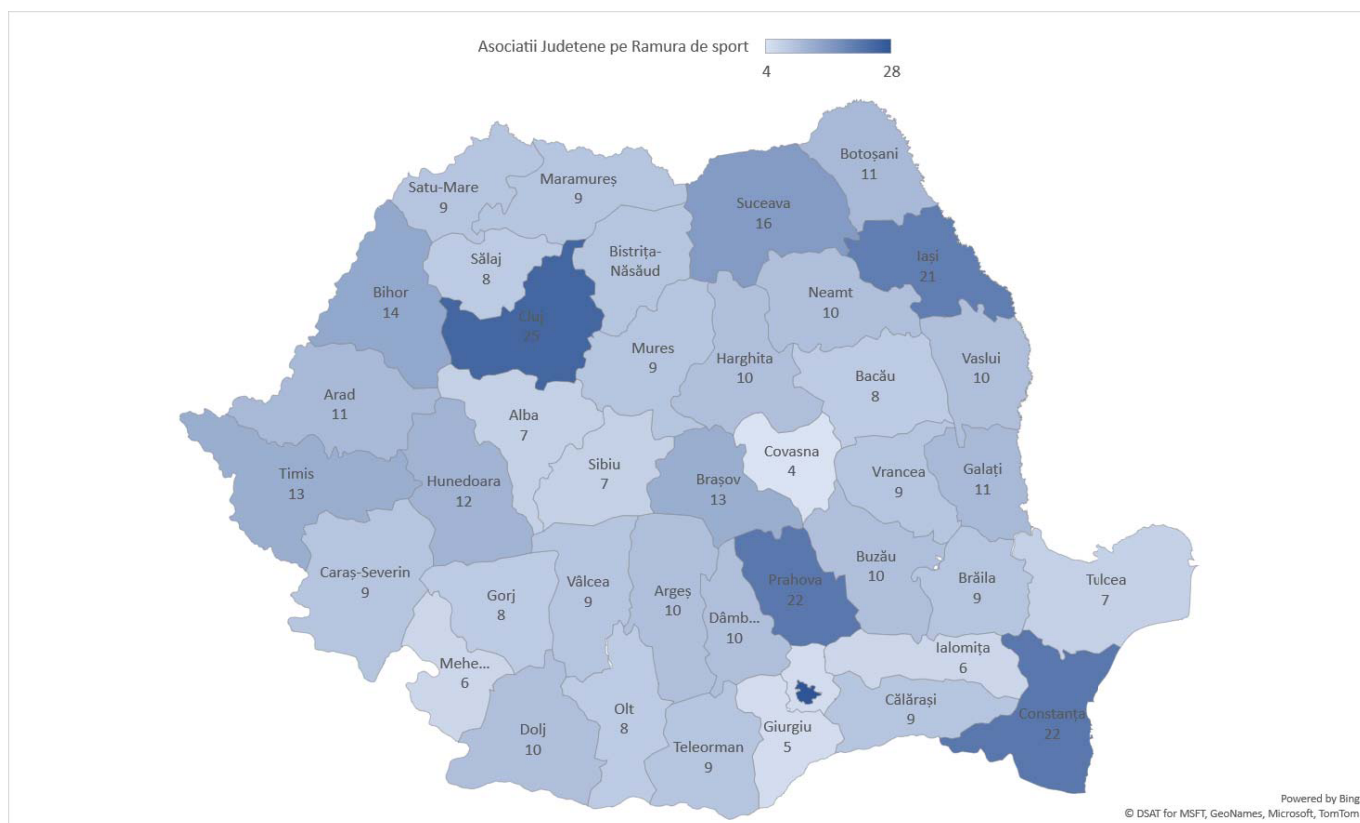 Asociatii Judetene pe Ramura de sport
4 28
Botoșani
11
Satu-Mare
9
Maramureș
9
Suceava
16
Iași
21
Sălaj
8
Bistrița-
Năsăud
Bihor
14
Cluj
25
Neamt
10
Mures
9
Harghita
10
Vaslui
10
Bacău
8
Arad
11
Alba
7
Covasna
4
Sibiu
7
Timis
13
Hunedoara
12
Brașov
13
Vrancea
9
Galați
11
Caraș-Severin
9
Gorj
8
Vâlcea
9
Argeș
10
Dâmb...
10
Prahova
22
Buzău
10
Brăila
9
Tulcea
7
Mehe...
6
Ialomița
6
Olt
8
Dolj
10
Teleorman
9
Giurgiu
5
Călărași
9
Constanța
22
Powered by Bing
© DSAT for MSFT, GeoNames, Microsoft, TomTom